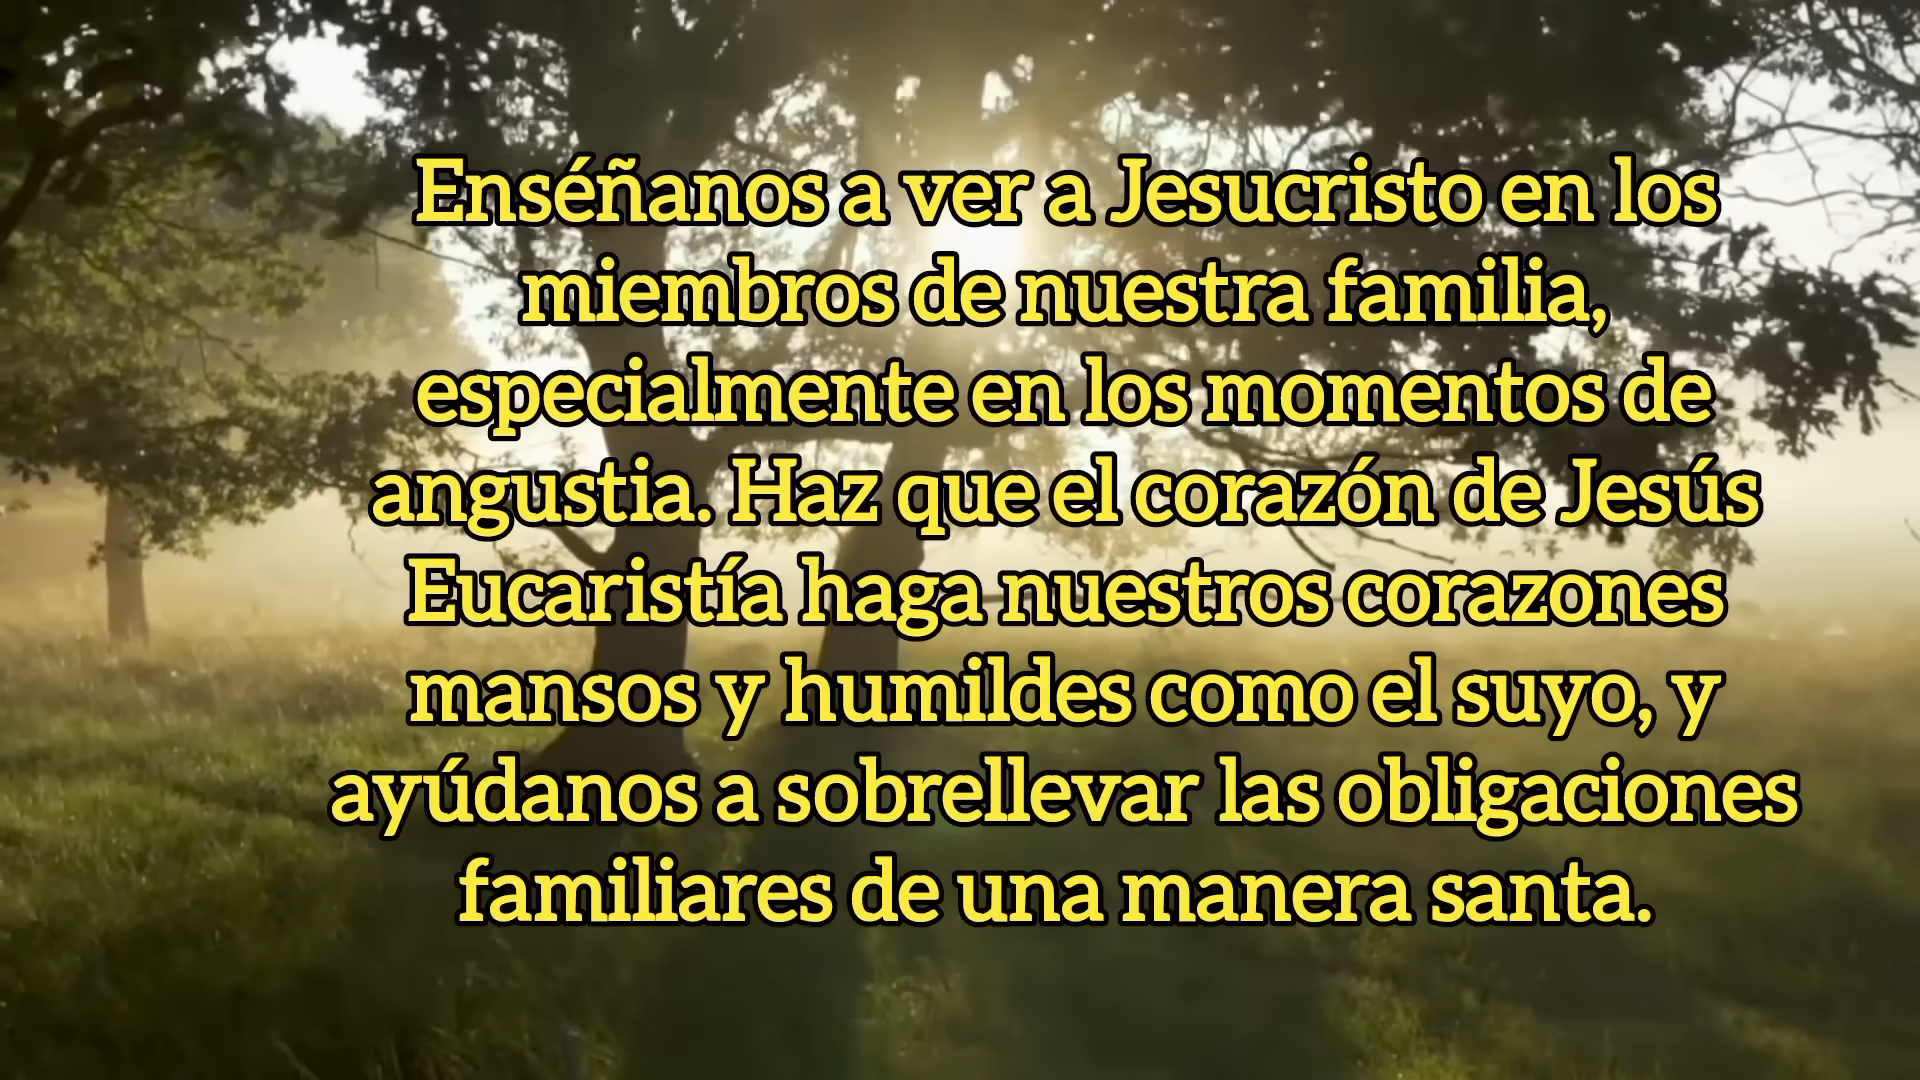 Enséñanos a ver a Jesucristo en los
miembros de nuestra familia,
especialmente en los momentos de
angustia. Haz que el corazón de Jesús
Eucaristía haga nuestros corazones
mansos y humildes como el suyo, y
ayúdanos a sobrellevar las obligaciones
familiares de una manera santa.